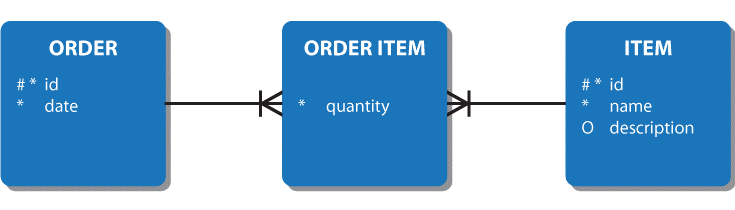 ORDER
# * id
* date
ORDER ITEM
* quantity
ITEM
# * id
* name
O description